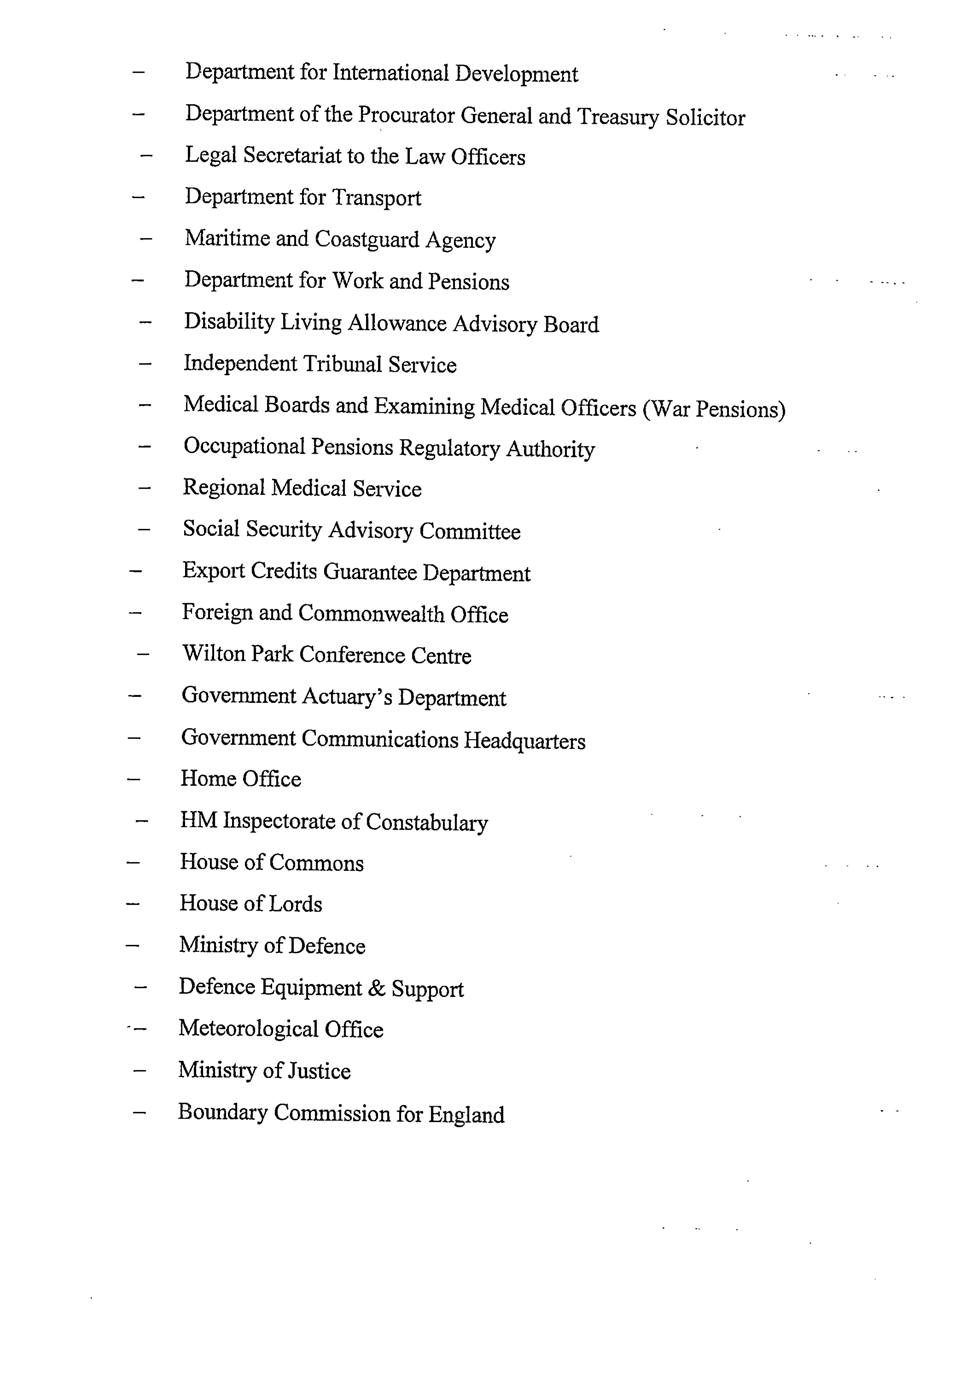 – Department for International Development
– Department of the Procurator General and Treasury Solicitor
– Legal Secretariat to the Law Officers
– Department for Transport
– Maritime and Coastguard Agency
– Department for Work and Pensions
– Disability Living Allowance Advisory Board
– Independent Tribunal Service
– Medical Boards and Examining Medical Officers (War Pensions)
– Occupational Pensions Regulatory Authority
– Regional Medical Service
– Social Security Advisory Committee
– Export Credits Guarantee Department
– Foreign and Commonwealth Office
– Wilton Park Conference Centre
– Government Actuary's Department
– Government Communications Headquarters
– Home Office
– HM Inspectorate of Constabulary
– House of Commons
– House of Lords
– Ministry of Defence
– Defence Equipment & Support
– Meteorological Office
– Ministry of Justice
– Boundary Commission for England